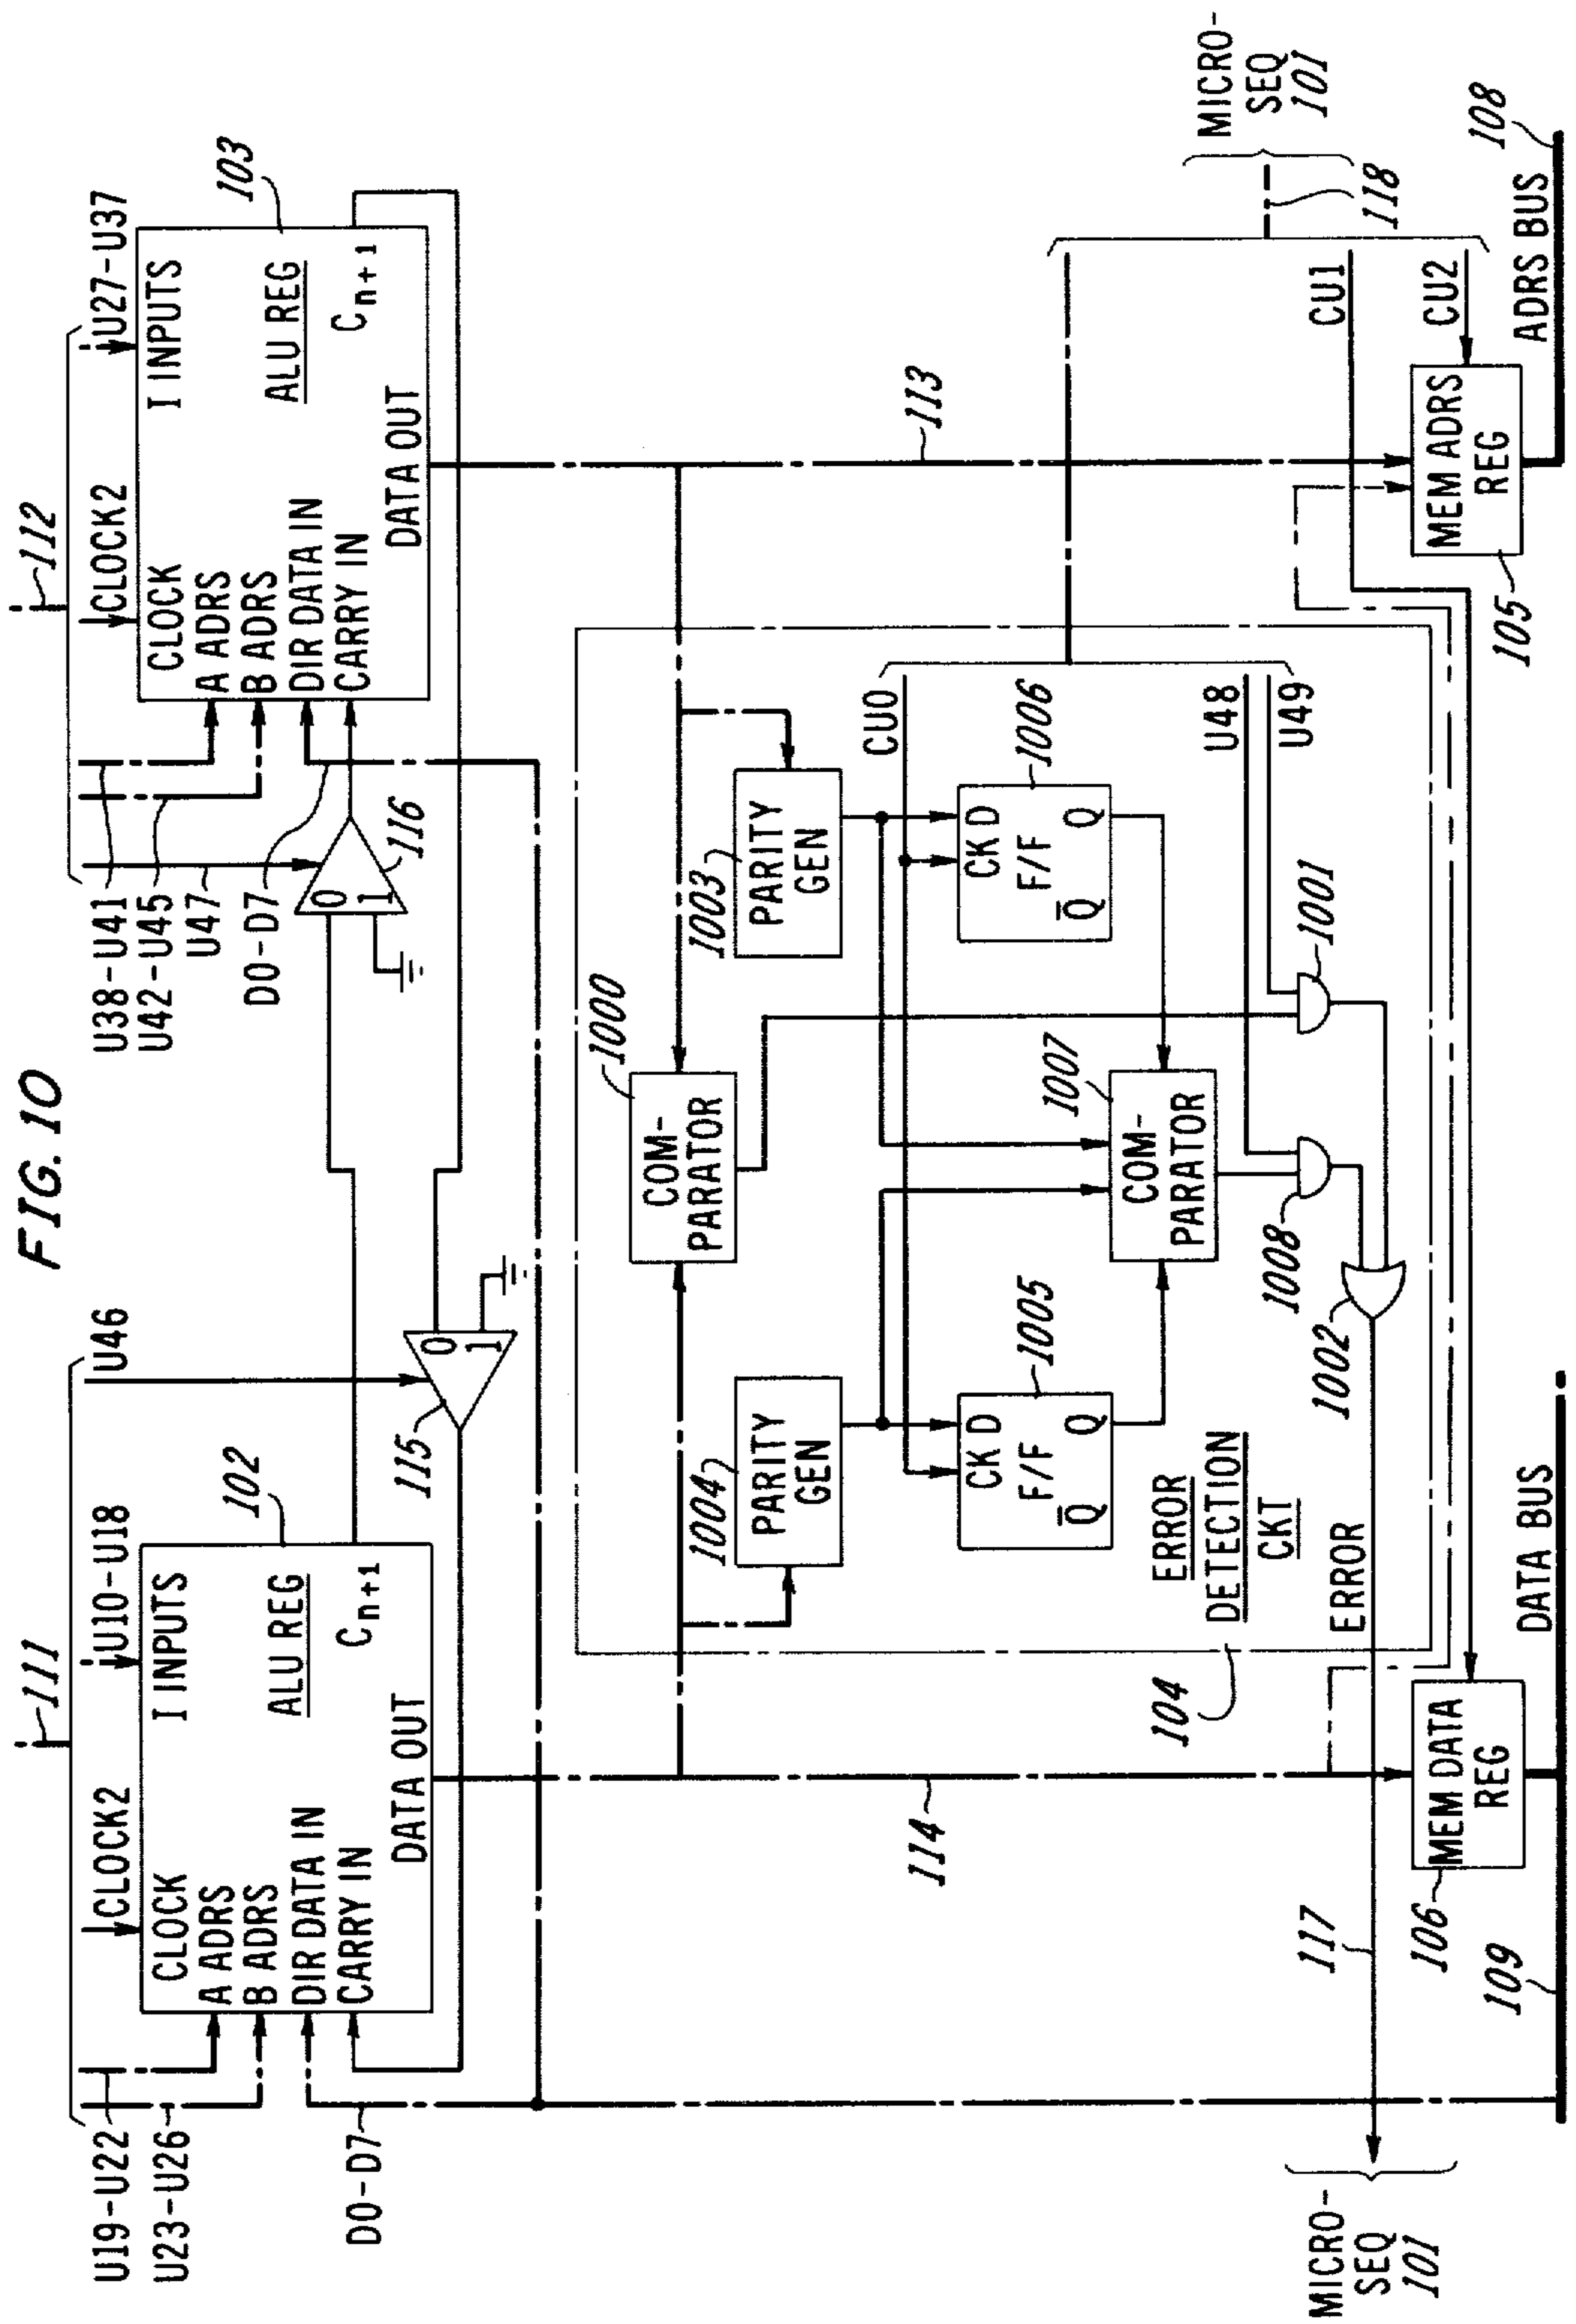 FIG. 10
111
112
U19-U22
U23-U26
CLOCK2
U10-U18
U46
U38-U41
U42-U45
U47
CLOCK2
U27-U37
102
103
CLOCK
A ADRS
B ADRS
DIR DATA IN
CARRY IN
I INPUTS
ALU REG
Cn+1
DATA OUT
CLOCK
A ADRS
B ADRS
DIR DATA IN
CARRY IN
I INPUTS
ALU REG
Cn+1
DATA OUT
D0-D7
D0-D7
115
0
1
116
0
1
1000
COM-
PARATOR
1004
PARITY
GEN
1003
PARITY
GEN
CU0
1005
CK D
F/F
Q̅ Q
1006
CK D
F/F
Q̅ Q
1007
COM-
PARATOR
U48
U49
1008
1001
1002
ERROR
DETECTION
CKT
104
114
113
MICRO-
SEQ
101
118
CU1
CU2
ERROR
117
MICRO-
SEQ
101
106
MEM DATA
REG
105
MEM ADRS
REG
109
DATA BUS
ADRS BUS
108